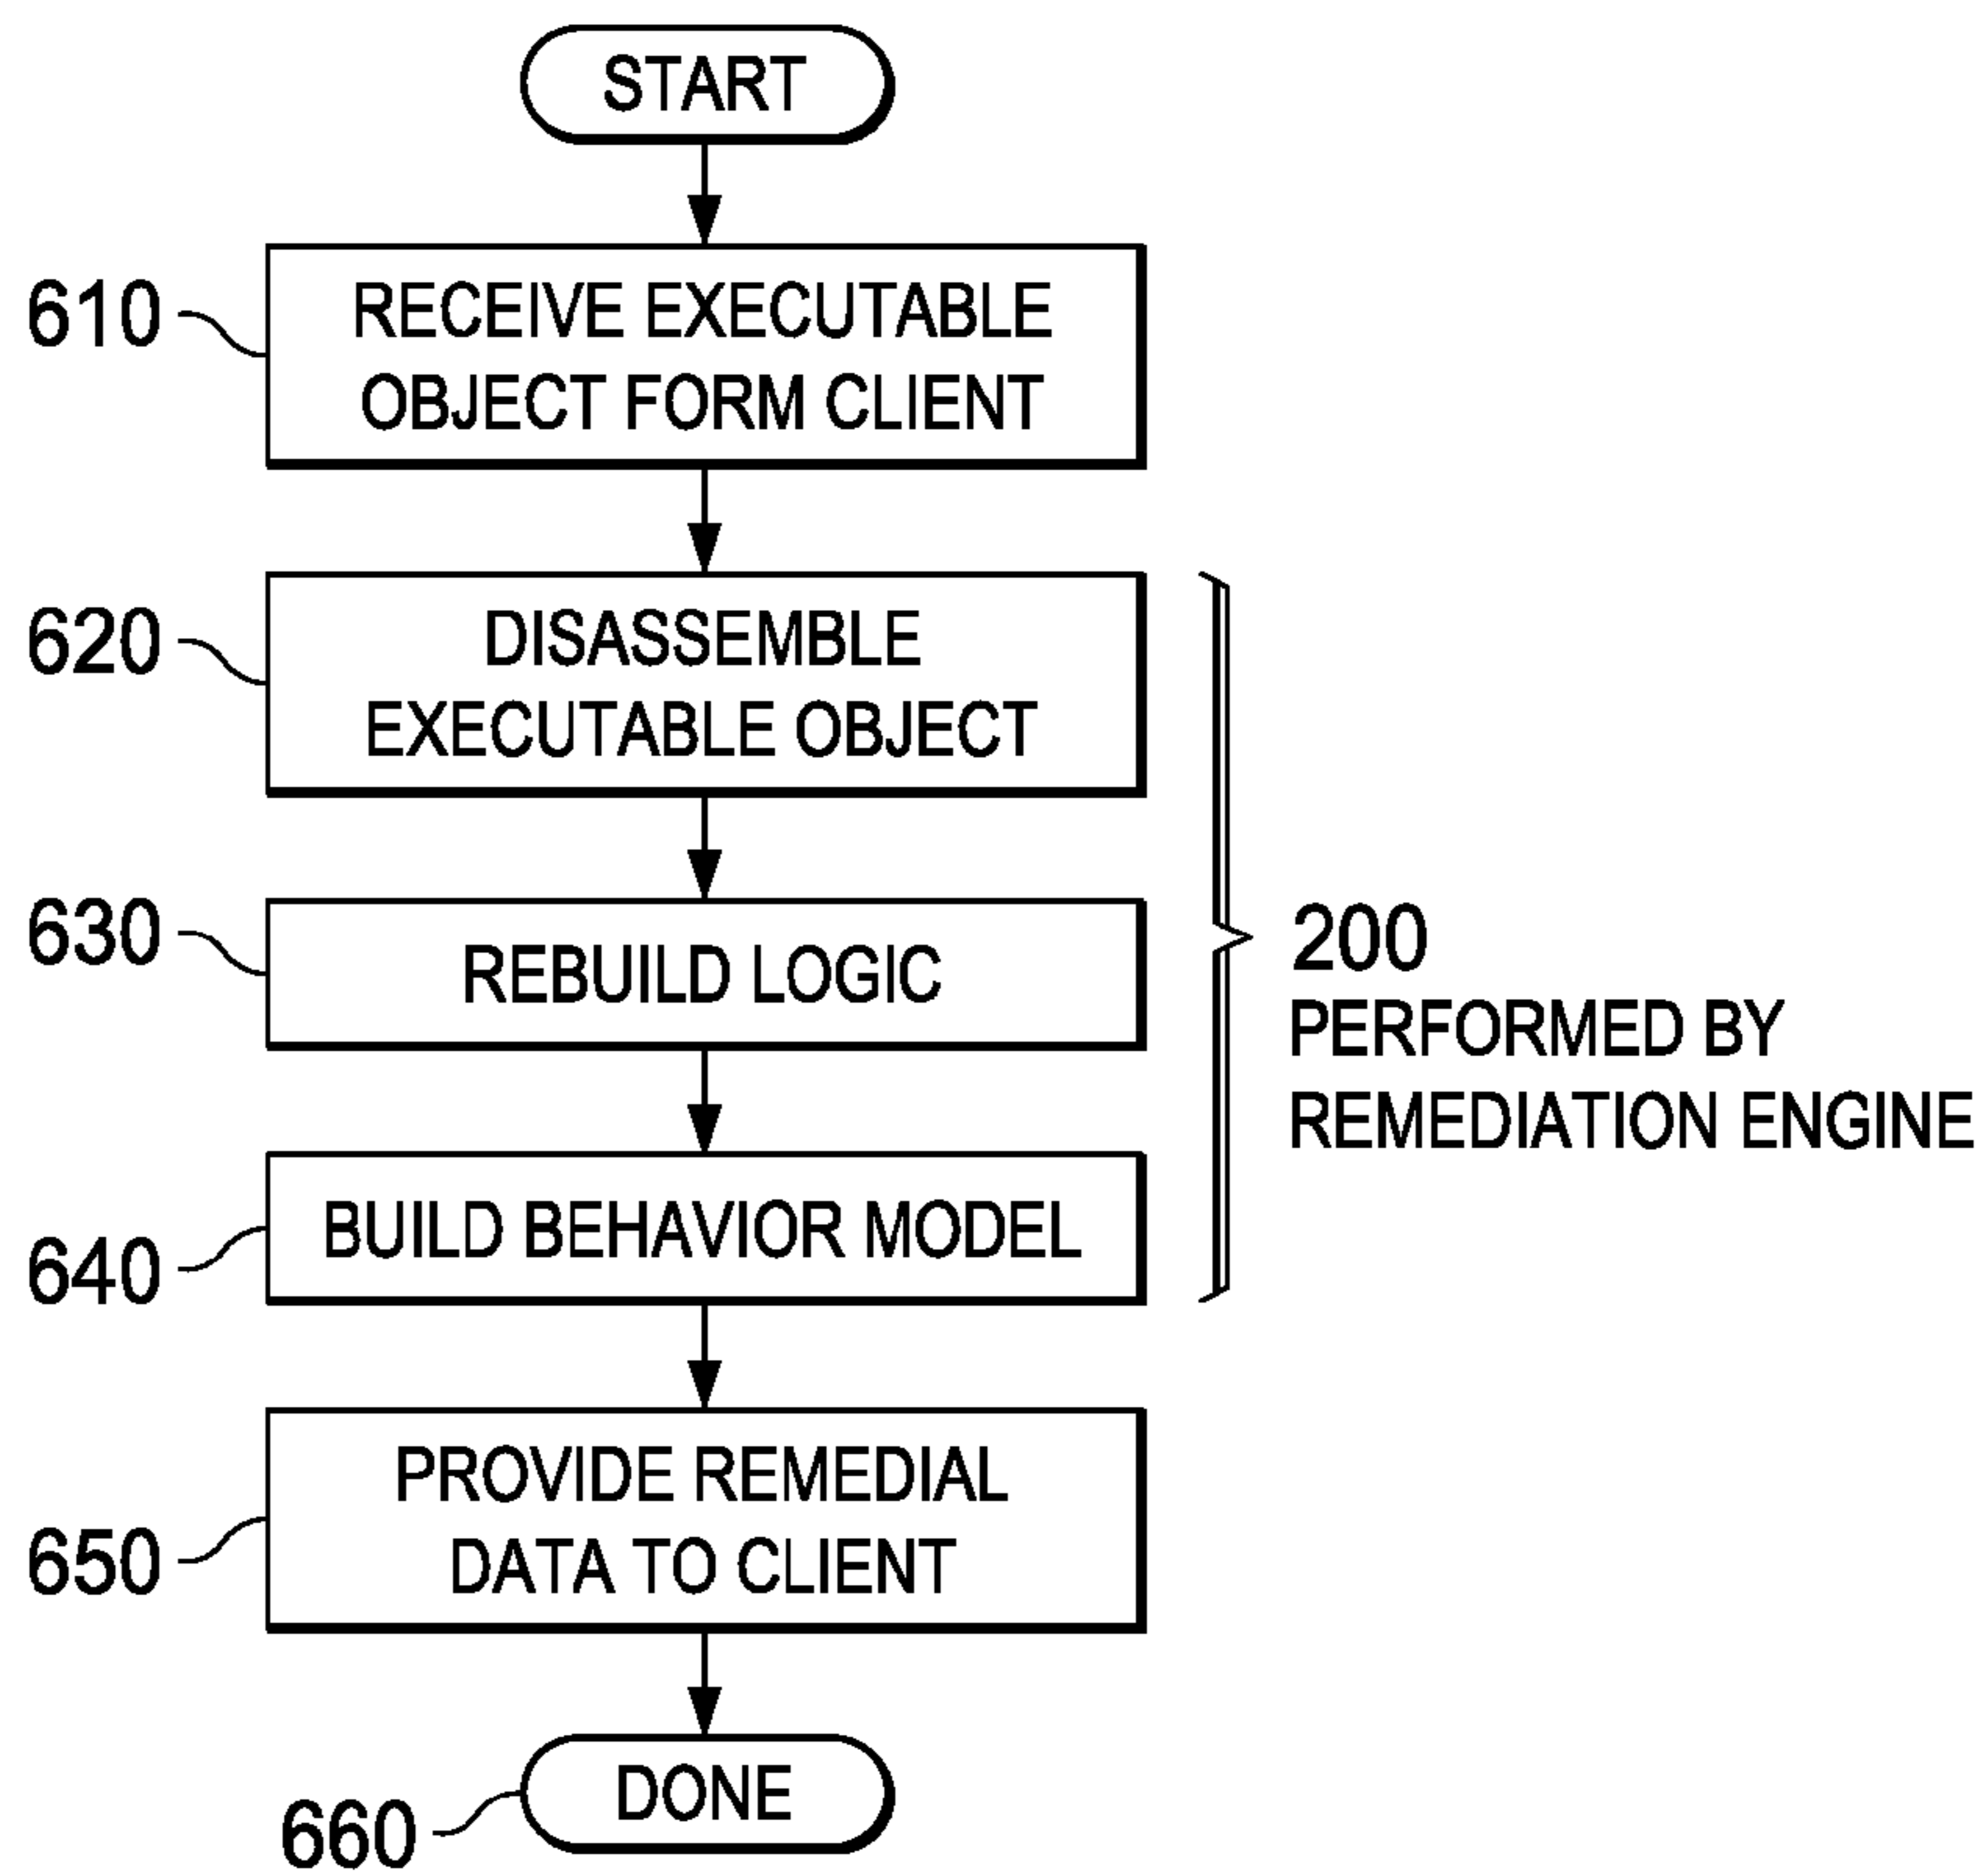 START
610
RECEIVE EXECUTABLE
OBJECT FORM CLIENT
620
DISASSEMBLE
EXECUTABLE OBJECT
630
REBUILD LOGIC
200
PERFORMED BY
REMEDIATION ENGINE
640
BUILD BEHAVIOR MODEL
650
PROVIDE REMEDIAL
DATA TO CLIENT
660
DONE